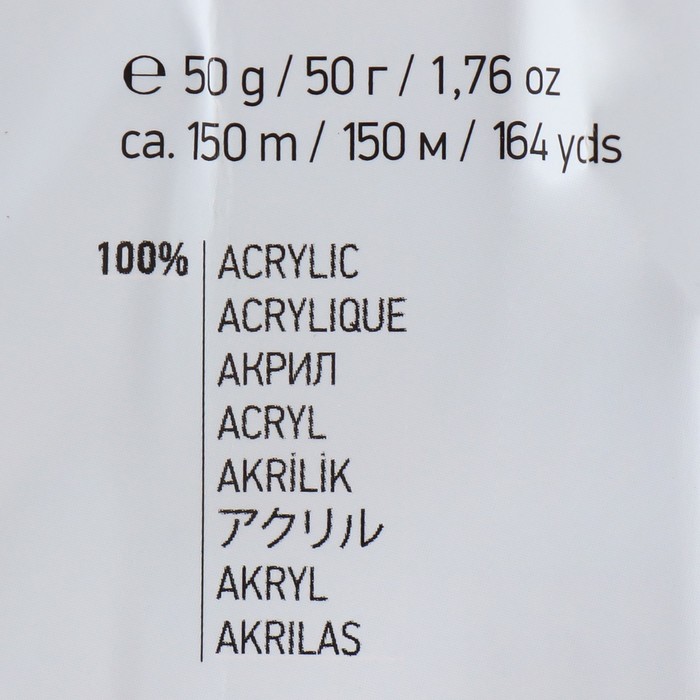 ℮ 50 g / 50 г / 1,76 oz
ca. 150 m / 150 м / 164 yds
100% ACRYLIC
ACRYLIQUE
АКРИЛ
ACRYL
AKRİLİK
アクリル
AKRYL
AKRILAS